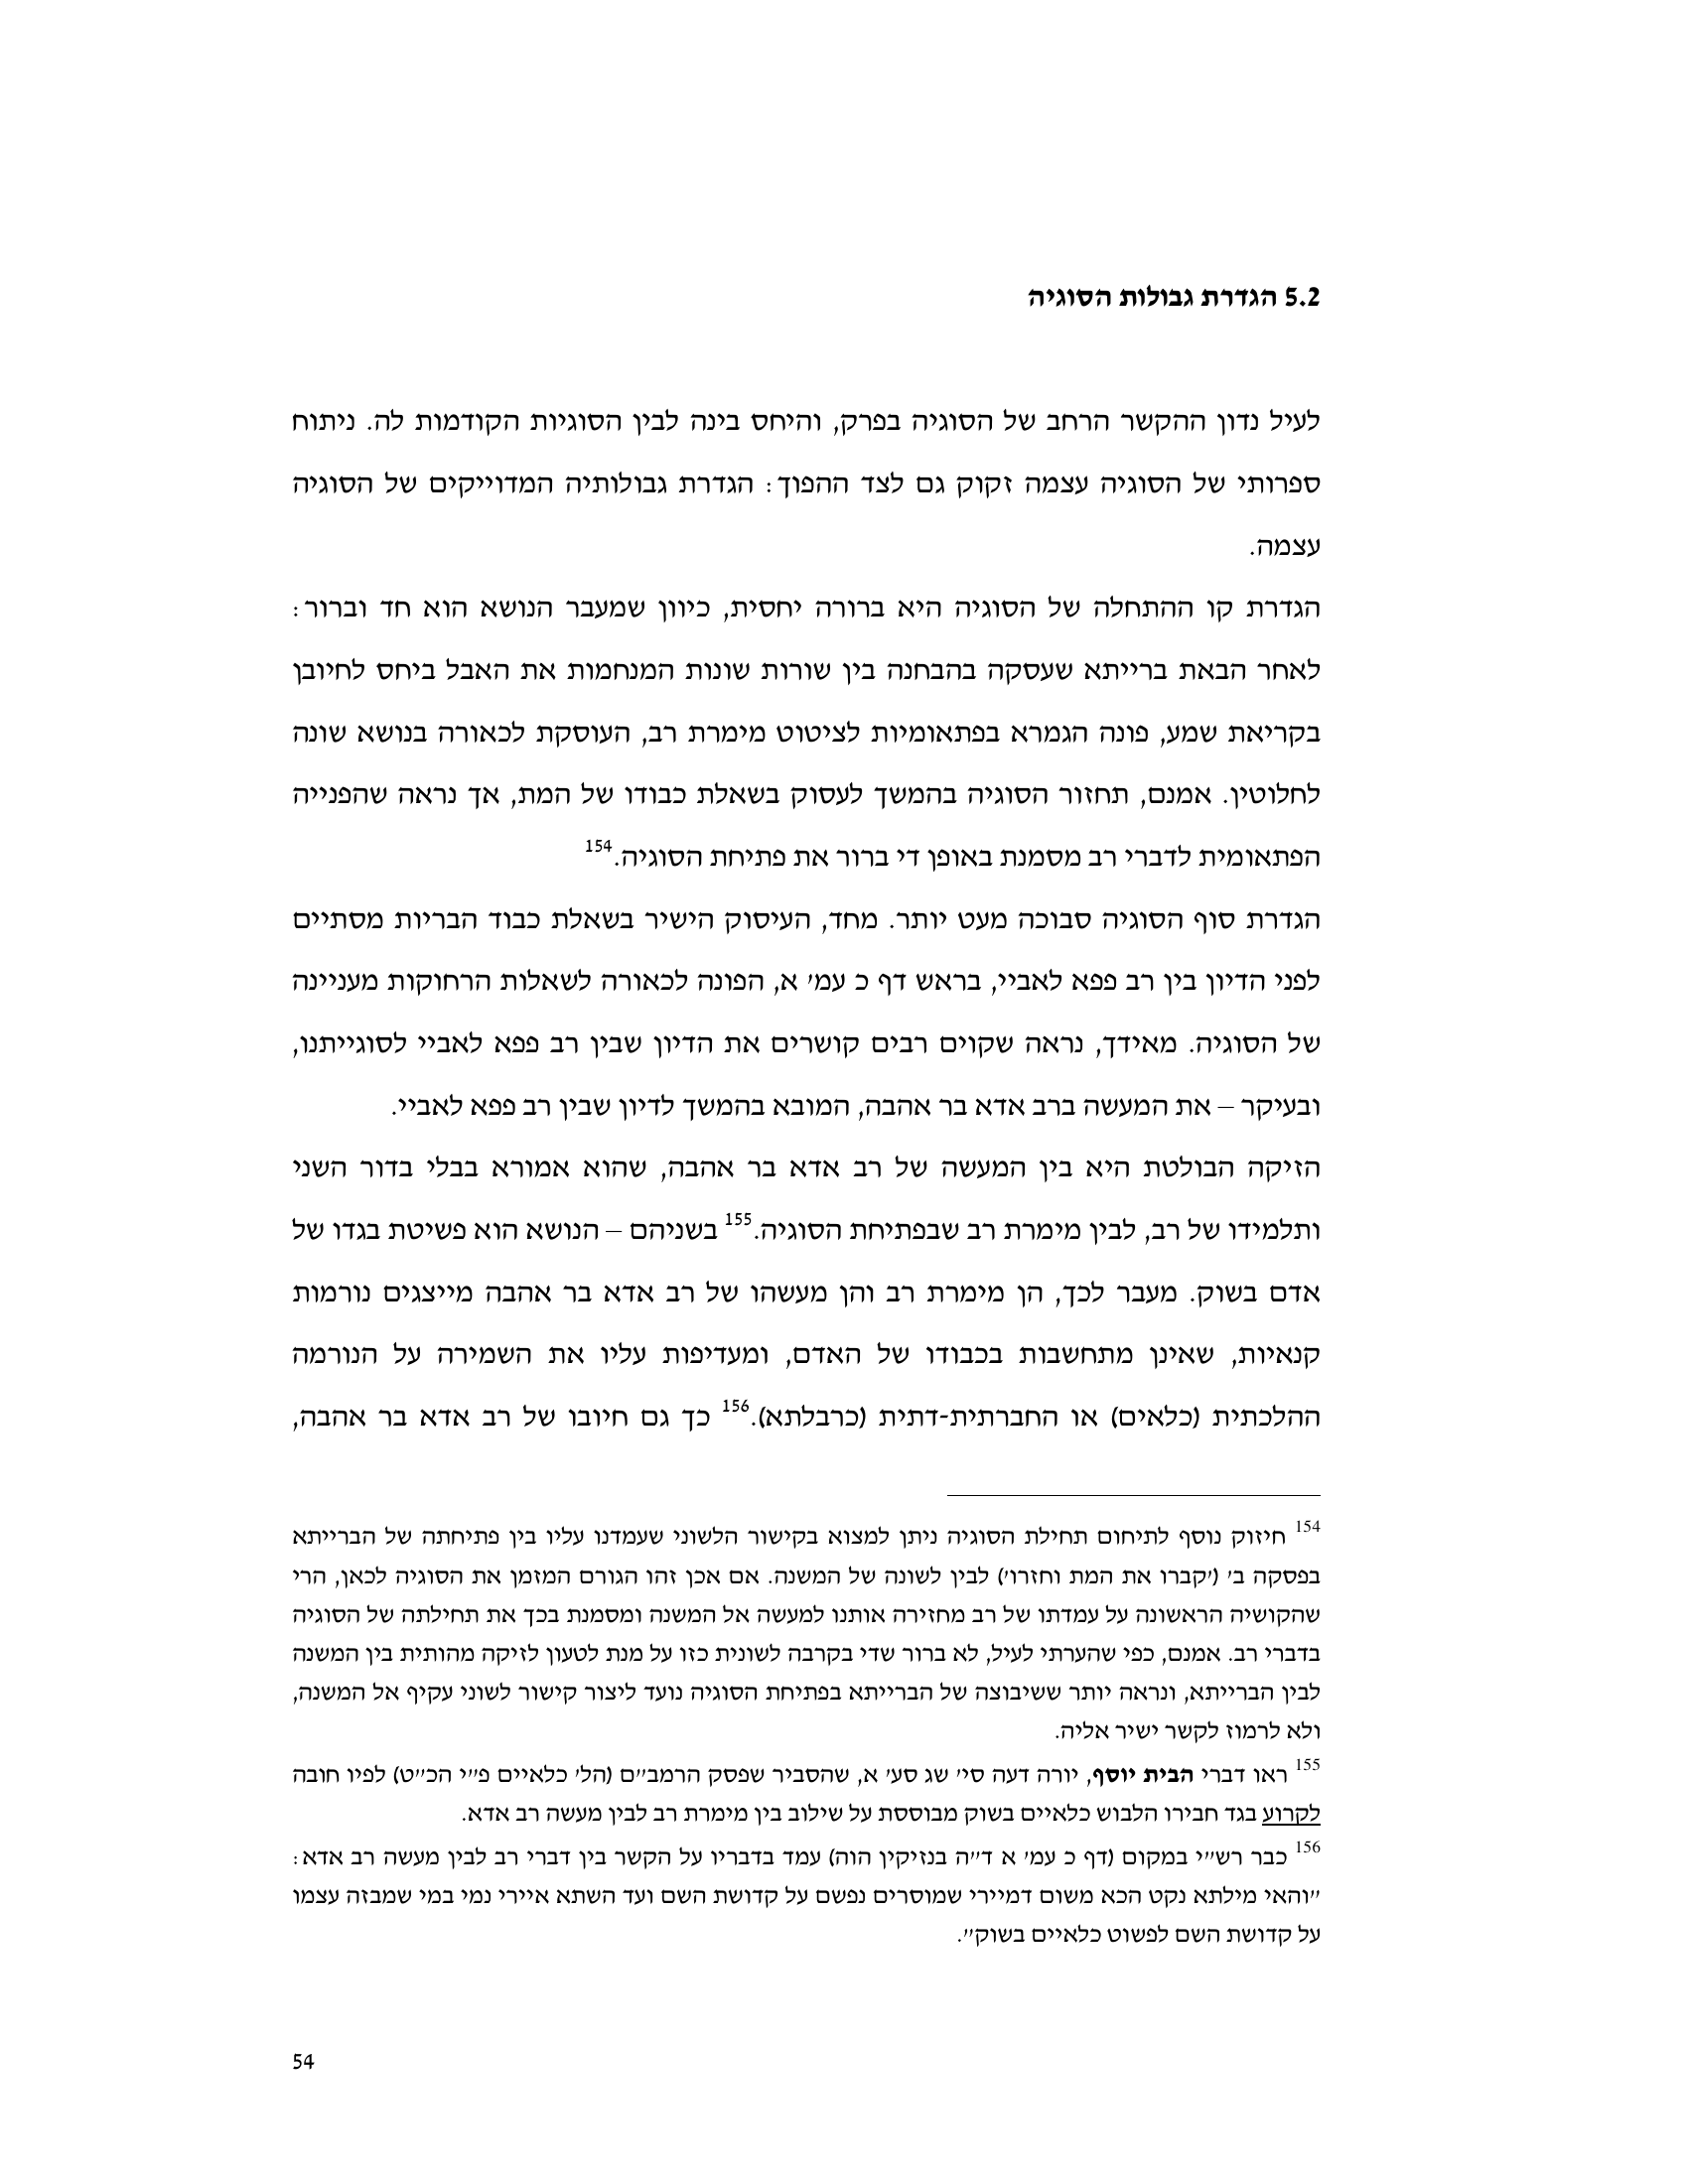 5.2 הגדרת גבולות הסוגיה
לעיל נדון ההקשר הרחב של הסוגיה בפרק, והיחס בינה לבין הסוגיות הקודמות לה. ניתוח
ספרותי של הסוגיה עצמה זקוק גם לצד ההפוך: הגדרת גבולותיה המדוייקים של הסוגיה
עצמה.
הגדרת קו ההתחלה של הסוגיה היא ברורה יחסית, כיוון שמעבר הנושא הוא חד וברור:
לאחר הבאת ברייתא שעסקה בהבחנה בין שורות שונות המנחמות את האבל ביחס לחיובן
בקריאת שמע, פונה הגמרא בפתאומיות לציטוט מימרת רב, העוסקת לכאורה בנושא שונה
לחלוטין. אמנם, תחזור הסוגיה בהמשך לעסוק בשאלת כבודו של המת, אך נראה שהפנייה
הפתאומית לדברי רב מסמנת באופן די ברור את פתיחת הסוגיה.154
הגדרת סוף הסוגיה סבוכה מעט יותר. מחד, העיסוק הישיר בשאלת כבוד הבריות מסתיים
לפני הדיון בין רב פפא לאביי, בראש דף כ עמ' א, הפונה לכאורה לשאלות הרחוקות מעניינה
של הסוגיה. מאידך, נראה שקוים רבים קושרים את הדיון שבין רב פפא לאביי לסוגייתנו,
ובעיקר – את המעשה ברב אדא בר אהבה, המובא בהמשך לדיון שבין רב פפא לאביי.
הזיקה הבולטת היא בין המעשה של רב אדא בר אהבה, שהוא אמורא בבלי בדור השני
ותלמידו של רב, לבין מימרת רב שבפתיחת הסוגיה.155 בשניהם – הנושא הוא פשיטת בגדו של
אדם בשוק. מעבר לכך, הן מימרת רב והן מעשהו של רב אדא בר אהבה מייצגים נורמות
קנאיות, שאינן מתחשבות בכבודו של האדם, ומעדיפות עליו את השמירה על הנורמה
ההלכתית (כלאים) או החברתית-דתית (כרבלתא).156 כך גם חיובו של רב אדא בר אהבה,
154 חיזוק נוסף לתיחום תחילת הסוגיה ניתן למצוא בקישור הלשוני שעמדנו עליו בין פתיחתה של הברייתא
בפסקה ב' ('קברו את המת וחזרו') לבין לשונה של המשנה. אם אכן זהו הגורם המזמן את הסוגיה לכאן, הרי
שהקושיה הראשונה על עמדתו של רב מחזירה אותנו למעשה אל המשנה ומסמנת בכך את תחילתה של הסוגיה
בדברי רב. אמנם, כפי שהערתי לעיל, לא ברור שדי בקרבה לשונית כזו על מנת לטעון לזיקה מהותית בין המשנה
לבין הברייתא, ונראה יותר ששיבוצה של הברייתא בפתיחת הסוגיה נועד ליצור קישור לשוני עקיף אל המשנה,
ולא לרמוז לקשר ישיר אליה.
155 ראו דברי הבית יוסף, יורה דעה סי' שג סע' א, שהסביר שפסק הרמב״ם (הל' כלאיים פ״י הכ״ט) לפיו חובה
לקרוע בגד חבירו הלבוש כלאיים בשוק מבוססת על שילוב בין מימרת רב לבין מעשה רב אדא.
156 כבר רש״י במקום (דף כ עמ' א ד״ה בנזיקין הוה) עמד בדבריו על הקשר בין דברי רב לבין מעשה רב אדא:
״והאי מילתא נקט הכא משום דמיירי שמוסרים נפשם על קדושת השם ועד השתא איירי נמי במי שמבזה עצמו
על קדושת השם לפשוט כלאיים בשוק״.
54